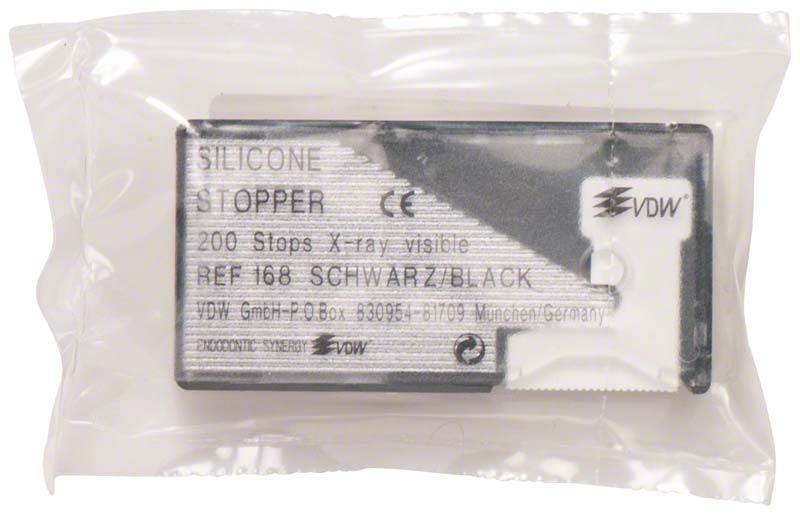 SILICONE
STOPPER CE
VDW®
200 Stops X-ray visible
REF 168 SCHWARZ/BLACK
VDW GmbH-P.O.Box 830954-81709 München/Germany
ENDODONTIC SYNERGY VDW®